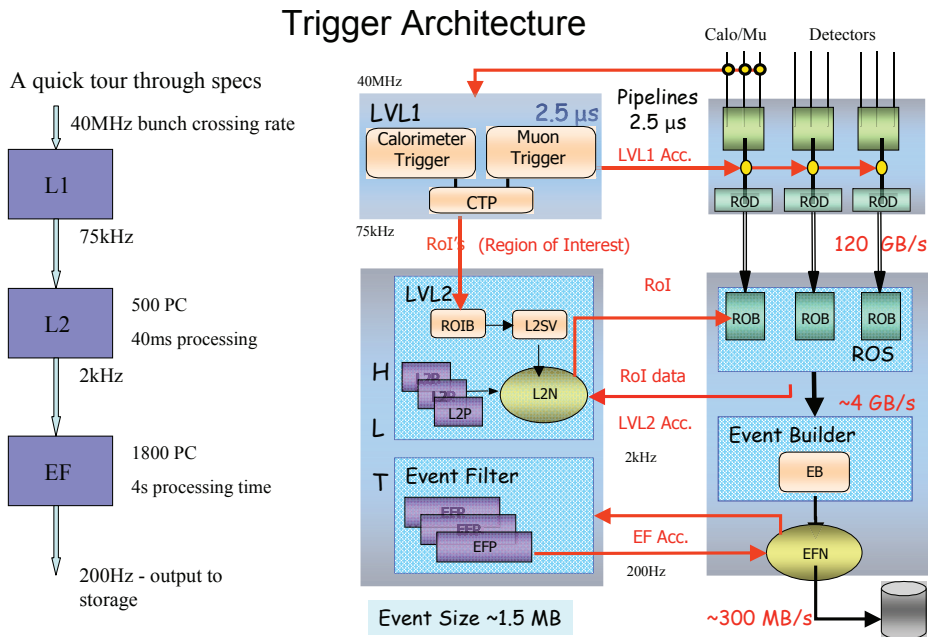 Trigger Architecture
A quick tour through specs
40MHz bunch crossing rate
L1
75kHz
L2
500 PC
40ms processing
2kHz
EF
1800 PC
4s processing time
200Hz - output to
storage
Calo/Mu
Detectors
40MHz
LVL1
2.5 µs
Calorimeter
Trigger
Muon
Trigger
CTP
Pipelines
2.5 µs
LVL1 Acc.
ROD
ROD
ROD
75kHz
RoI's
(Region of Interest)
120 GB/s
LVL2
ROIB
L2SV
H
L2P
L2P
L2P
L2N
L
RoI
ROB
ROB
ROB
ROS
RoI data
~4 GB/s
LVL2 Acc.
2kHz
Event Builder
EB
T
Event Filter
EFP
EFP
EFP
EF Acc.
200Hz
EFN
Event Size ~1.5 MB
~300 MB/s